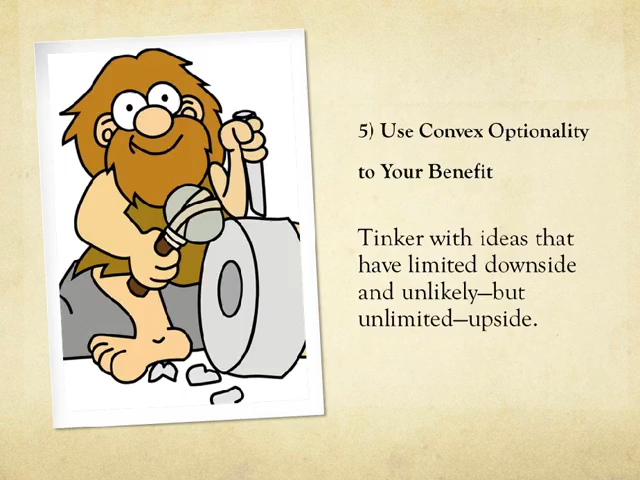 5) Use Convex Optionality
to Your Benefit
Tinker with ideas that
have limited downside
and unlikely—but
unlimited—upside.